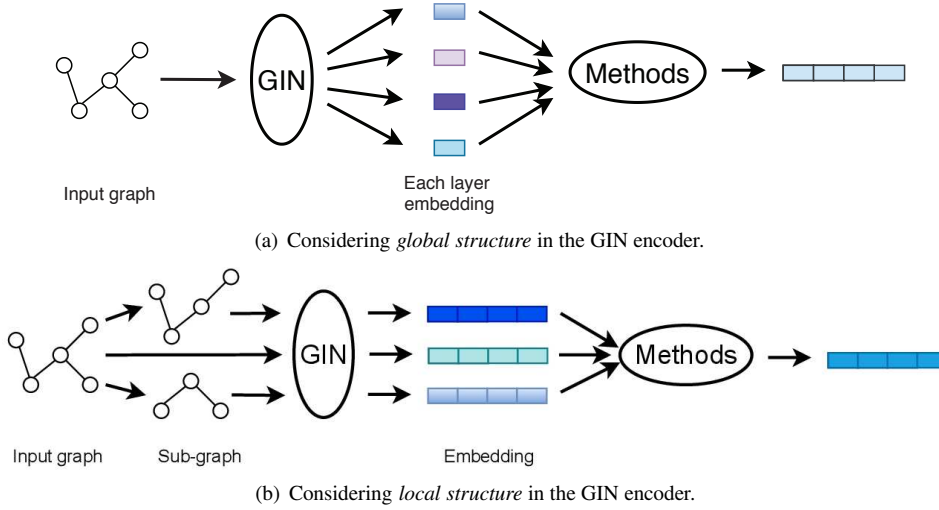 GIN
Methods
Input graph
Each layer
embedding
(a) Considering global structure in the GIN encoder.
GIN
Methods
Input graph
Sub-graph
Embedding
(b) Considering local structure in the GIN encoder.